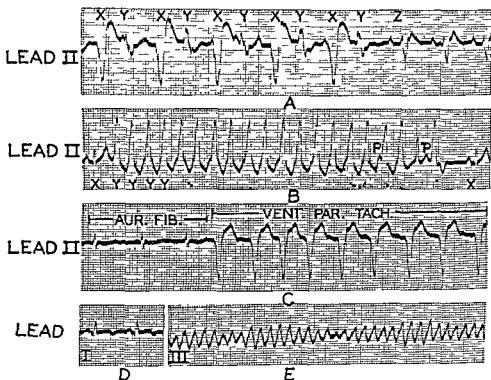 X Y X Y X Y X Y X Y Z
LEAD II
A
LEAD II
P P
X Y Y Y Y X
B
AUR. FIB. VENT. PAR. TACH.
LEAD II
C
LEAD
I III
D E